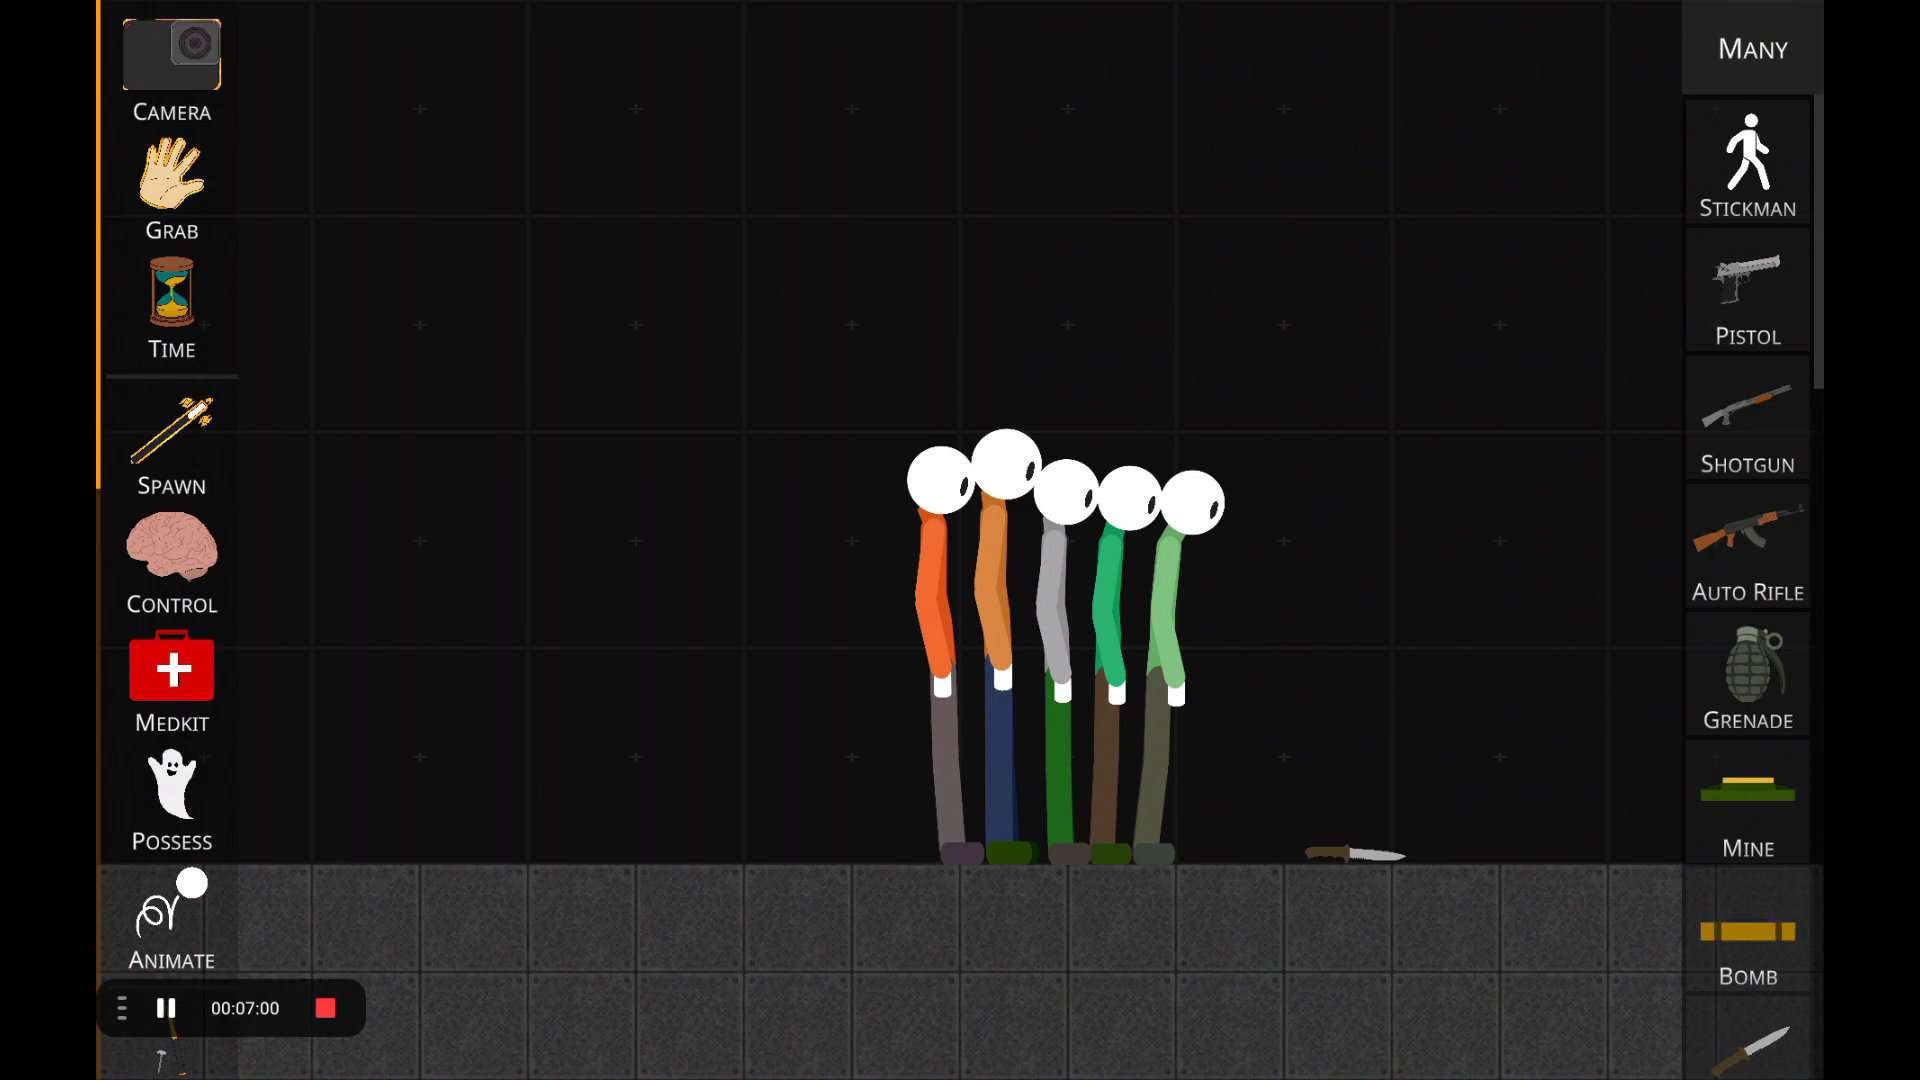 CAMERA
GRAB
TIME
SPAWN
CONTROL
MEDKIT
POSSESS
ANIMATE
00:07:00
MANY
STICKMAN
PISTOL
SHOTGUN
AUTO RIFLE
GRENADE
MINE
BOMB